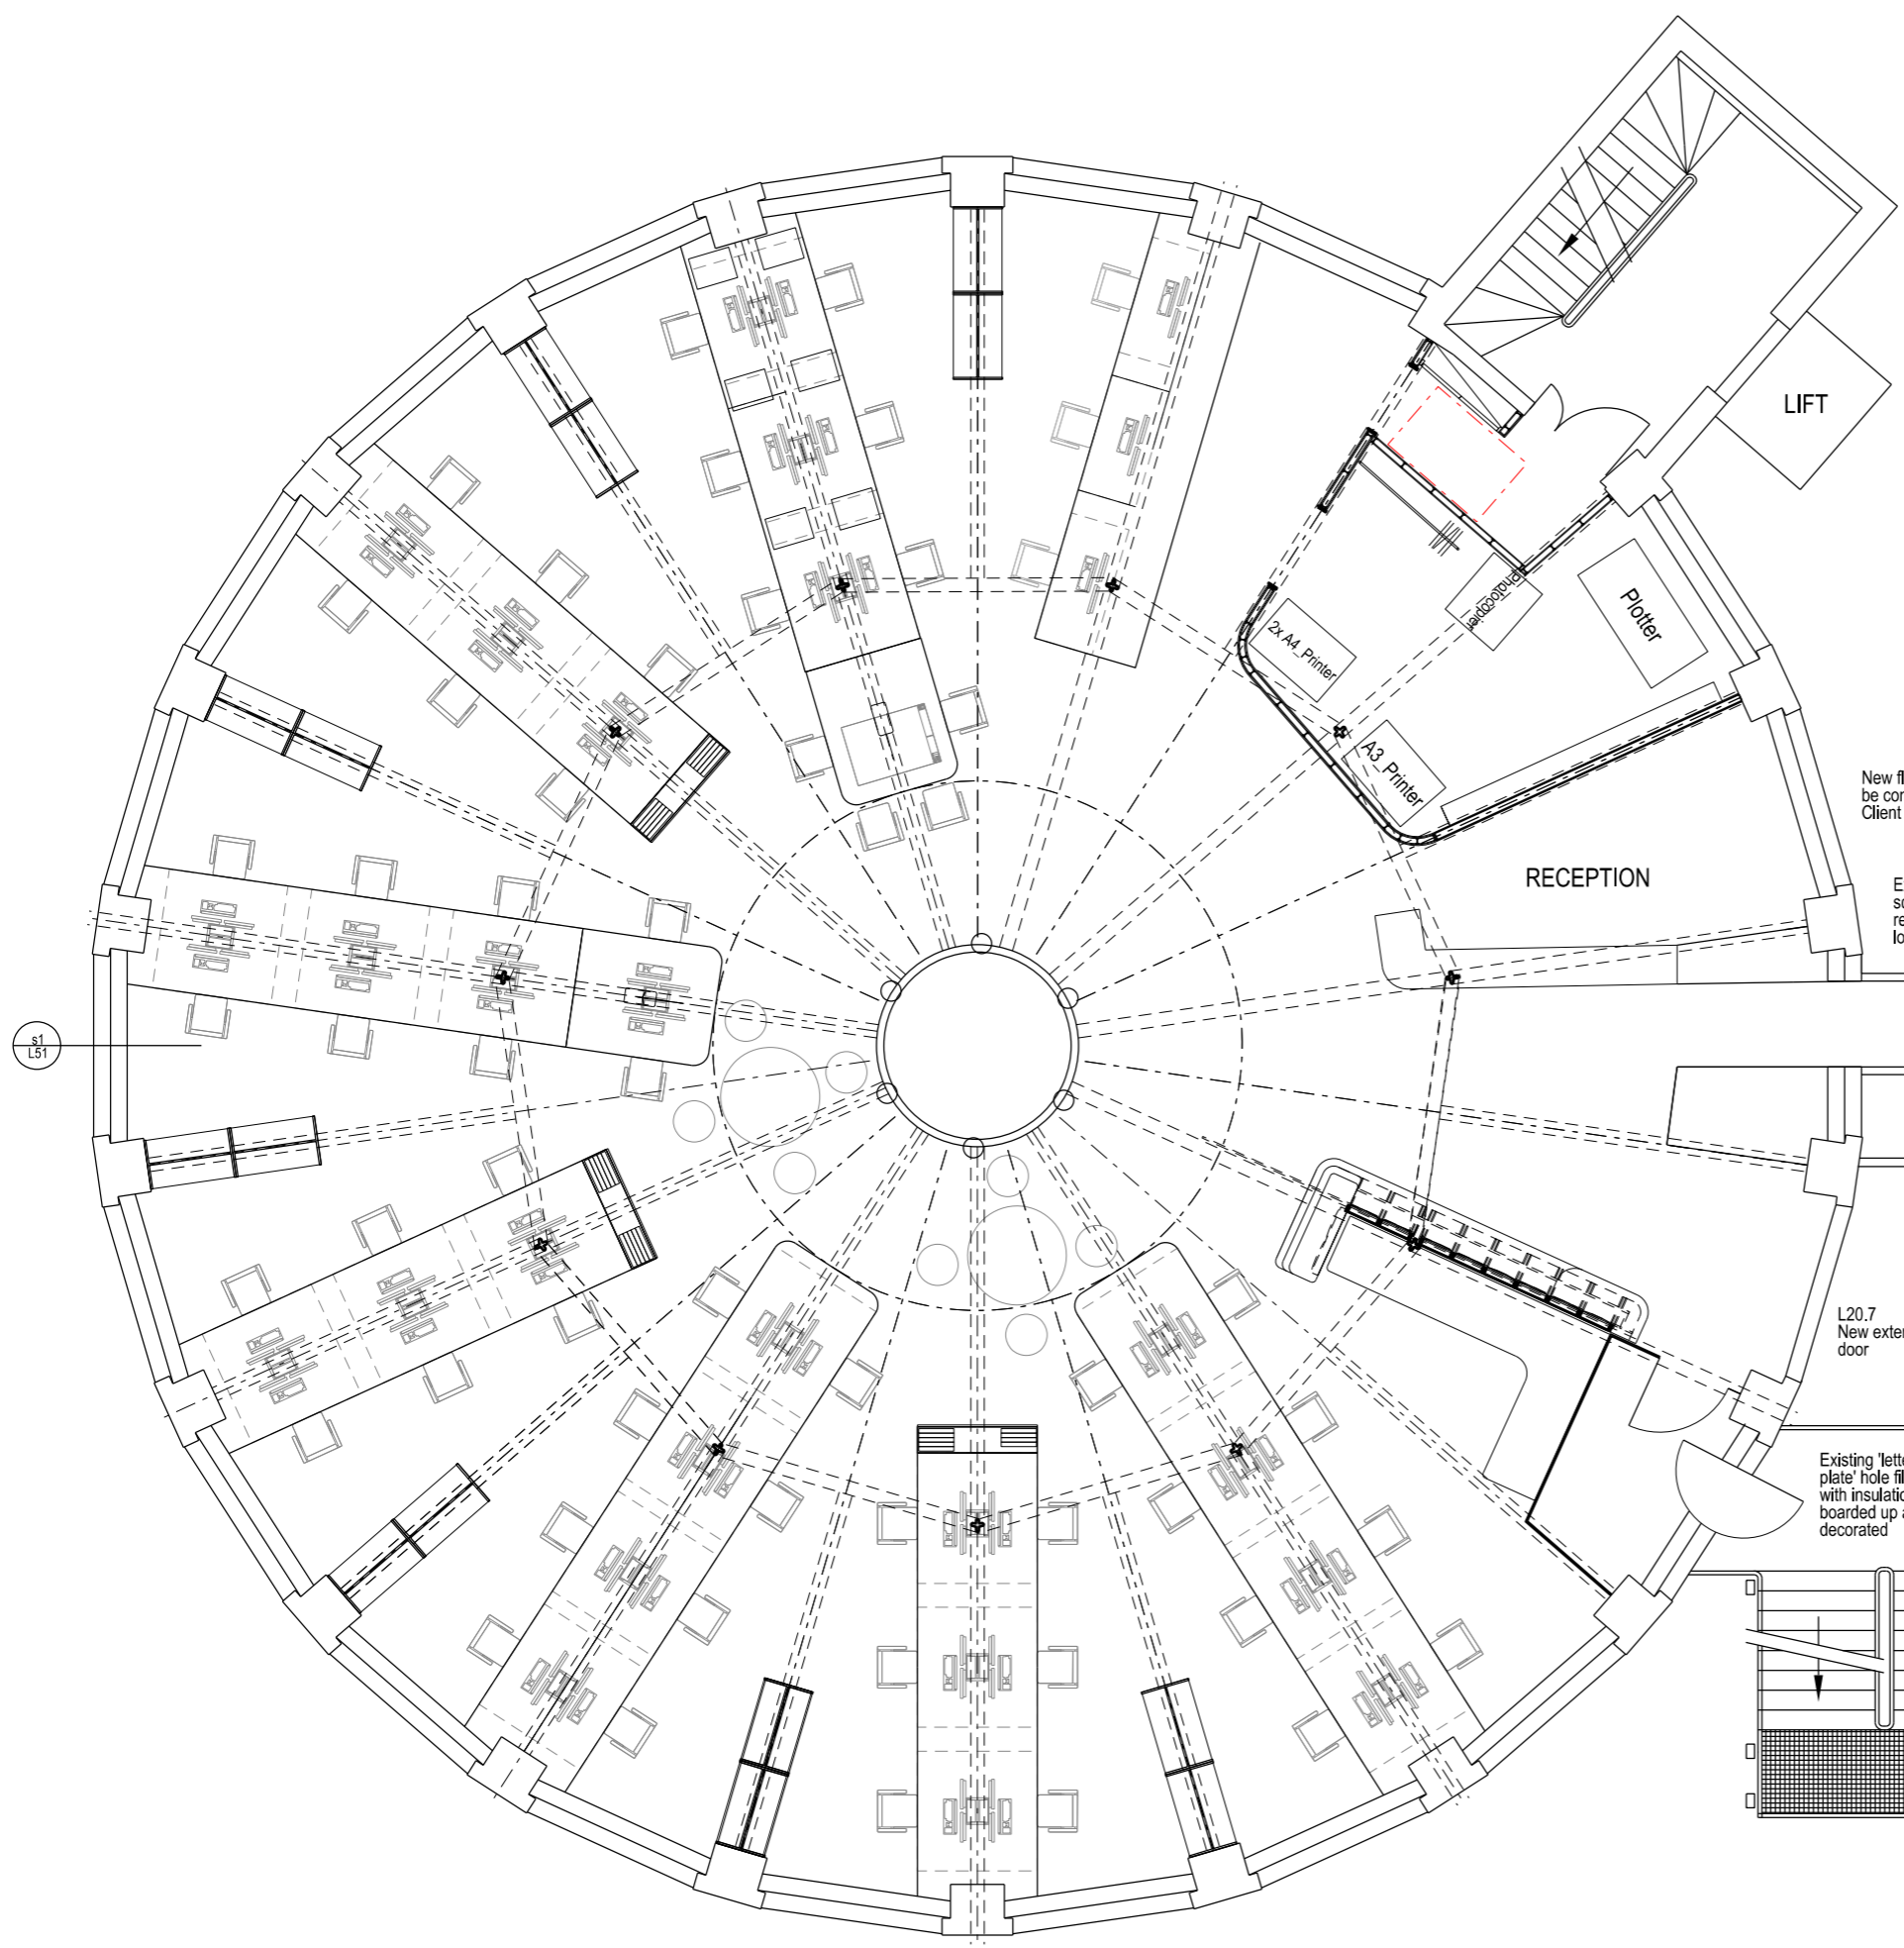 LIFT
Photocopier
Plotter
2x A4_Printer
A3_Printer
New fl
be con
Client
RECEPTION
E
so
re
lo
s1
L51
L20.7
New exter
door
Existing 'lette
plate' hole fil
with insulatio
boarded up a
decorated